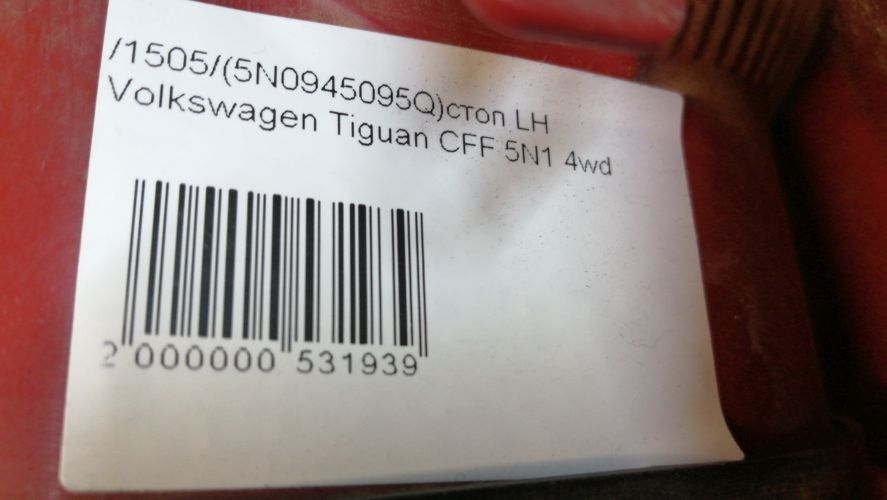 /1505/(5N0945095Q)стоп LH
Volkswagen Tiguan CFF 5N1 4wd
2 000000 531939